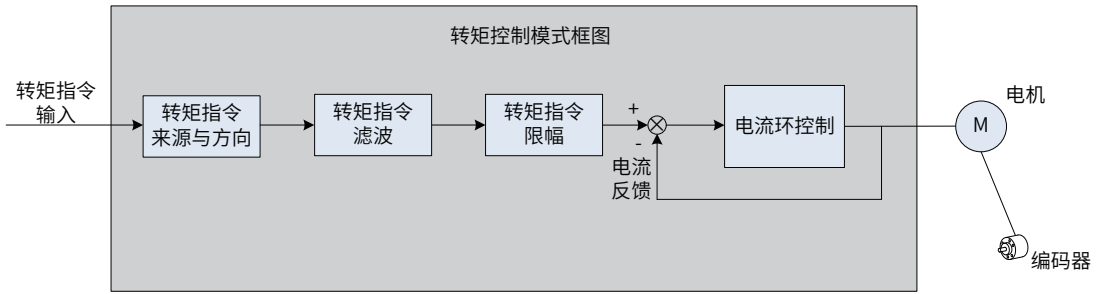 转矩控制模式框图
转矩指令
输入
转矩指令
来源与方向
转矩指令
滤波
转矩指令
限幅
+
-
电流
反馈
电流环控制
电机
M
编码器